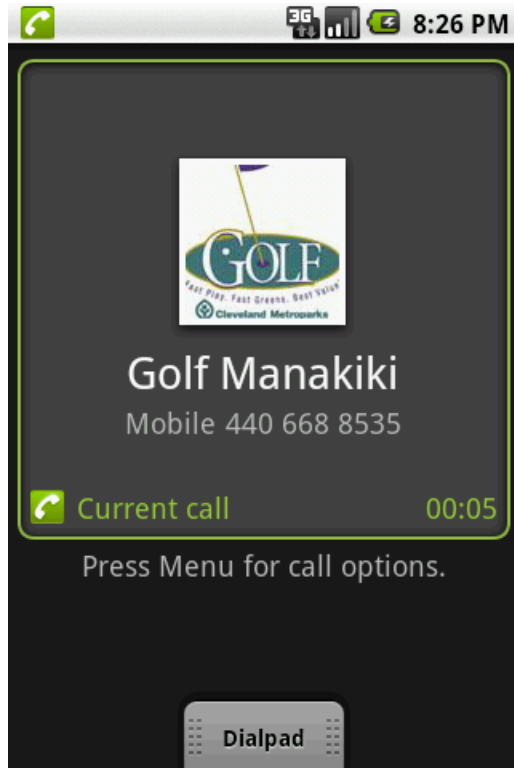 3G 8:26 PM
GOLF
Fast Play. Fast Greens. Best Value
Cleveland Metroparks
Golf Manakiki
Mobile 440 668 8535
Current call 00:05
Press Menu for call options.
Dialpad